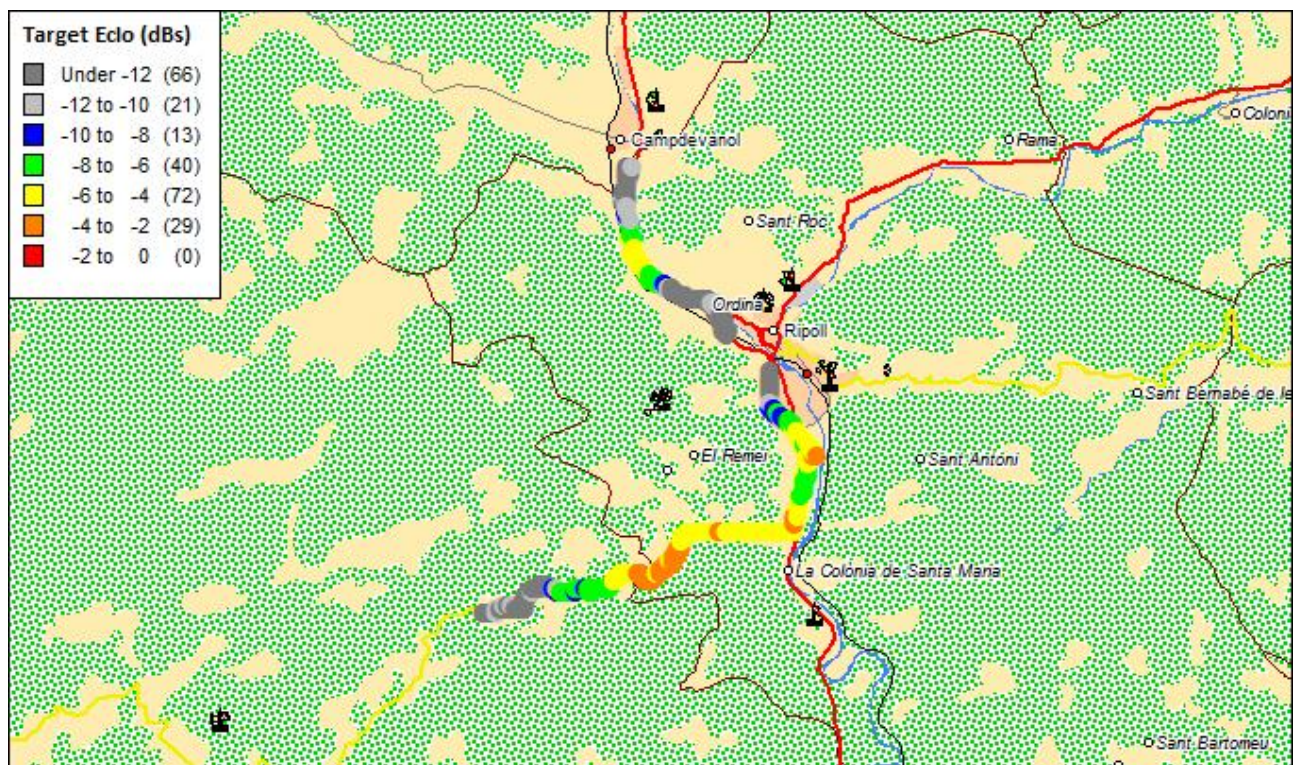 Target EcIo (dBs)
Under -12 (66)
-12 to -10 (21)
-10 to -8 (13)
-8 to -6 (40)
-6 to -4 (72)
-4 to -2 (29)
-2 to 0 (0)
Coloni
Campdevànol
Rama
Sant Roc
Ordina
Ripoll
Sant Bernabé de le
El Remei
Sant Antoni
La Colònia de Santa Maria
Sant Bartomeu